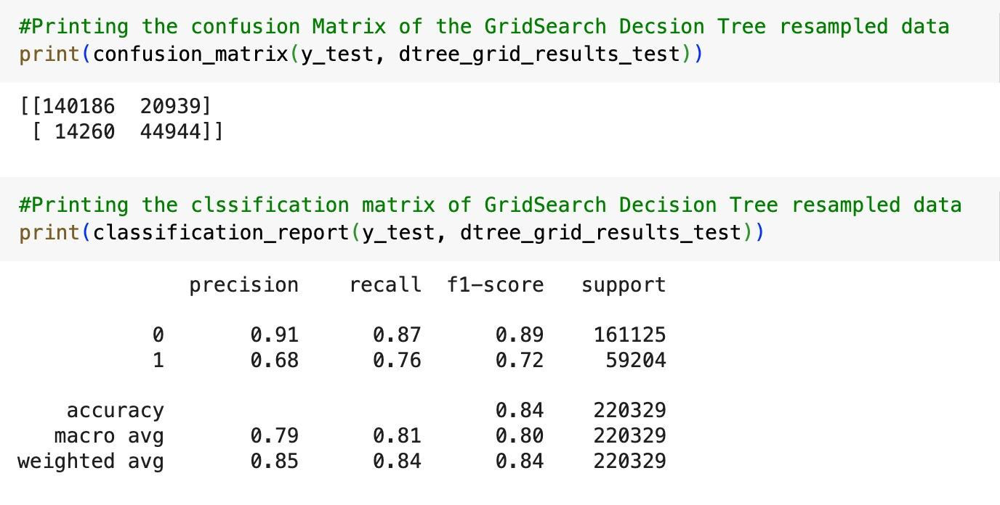 #Printing the confusion Matrix of the GridSearch Decsion Tree resampled data
print(confusion_matrix(y_test, dtree_grid_results_test))
[[140186  20939]
 [ 14260  44944]]
#Printing the clssification matrix of GridSearch Decision Tree resampled data
print(classification_report(y_test, dtree_grid_results_test))
              precision    recall  f1-score   support
           0       0.91      0.87      0.89    161125
           1       0.68      0.76      0.72     59204
    accuracy                           0.84    220329
   macro avg       0.79      0.81      0.80    220329
weighted avg       0.85      0.84      0.84    220329